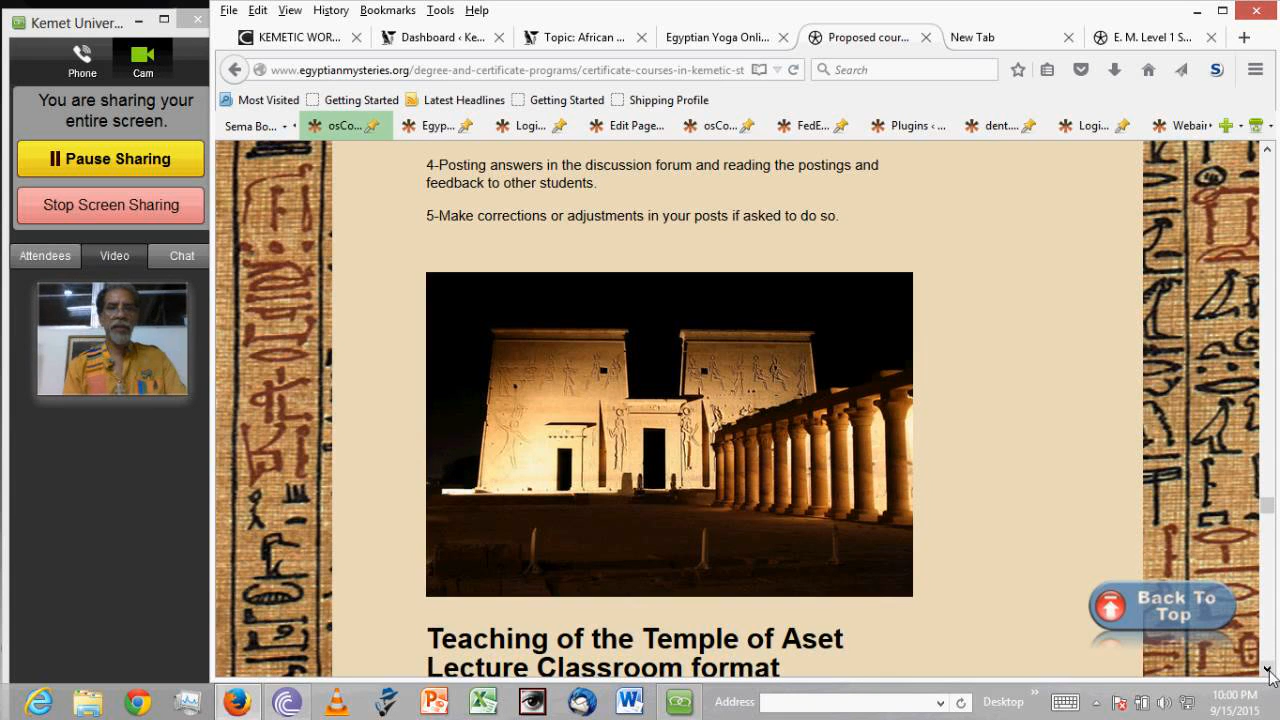 Kemet Univer...
Phone
Cam
You are sharing your
entire screen.
Pause Sharing
Stop Screen Sharing
Attendees
Video
Chat
File Edit View History Bookmarks Tools Help
KEMETIC WOR...
Dashboard ‹ Ke...
Topic: African ...
Egyptian Yoga Onli...
Proposed cour...
New Tab
E. M. Level 1 S...
www.egyptianmysteries.org/degree-and-certificate-programs/certificate-courses-in-kemetic-st
Search
Most Visited
Getting Started
Latest Headlines
Getting Started
Shipping Profile
Sema Bo...
osCo...
Egyp...
Logi...
Edit Page...
osCo...
FedE...
Plugins ‹ ...
dent...
Logi...
Webair
4-Posting answers in the discussion forum and reading the postings and
feedback to other students.
5-Make corrections or adjustments in your posts if asked to do so.
Back To
Top
Teaching of the Temple of Aset
Lecture Classroom format
Address
Desktop
10:00 PM
9/15/2015